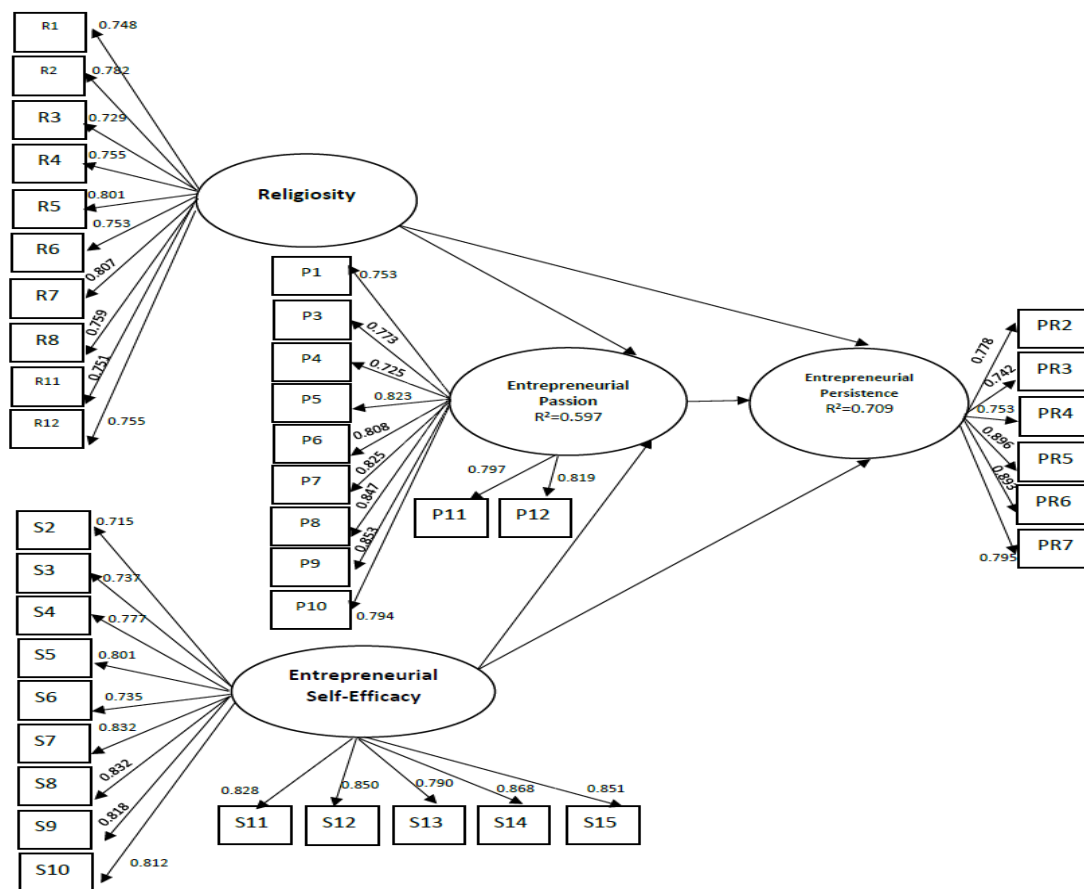 R1
0.748
R2
0.782
R3
0.729
R4
0.755
R5
0.801
R6
0.753
R7
0.807
R8
0.759
R11
0.751
R12
0.755
Religiosity
P1
0.753
P3
0.773
P4
0.725
P5
0.823
P6
0.808
P7
0.825
P8
0.847
P9
0.853
P10
0.794
Entrepreneurial
Passion
R²=0.597
0.797
0.819
P11
P12
Entrepreneurial
Persistence
R²=0.709
0.778
PR2
0.742
PR3
0.753
PR4
0.896
PR5
0.893
PR6
0.795
PR7
S2
0.715
S3
0.737
S4
0.777
S5
0.801
S6
0.735
S7
0.832
S8
0.832
S9
0.818
S10
0.812
Entrepreneurial
Self-Efficacy
0.828
0.850
0.790
0.868
0.851
S11
S12
S13
S14
S15